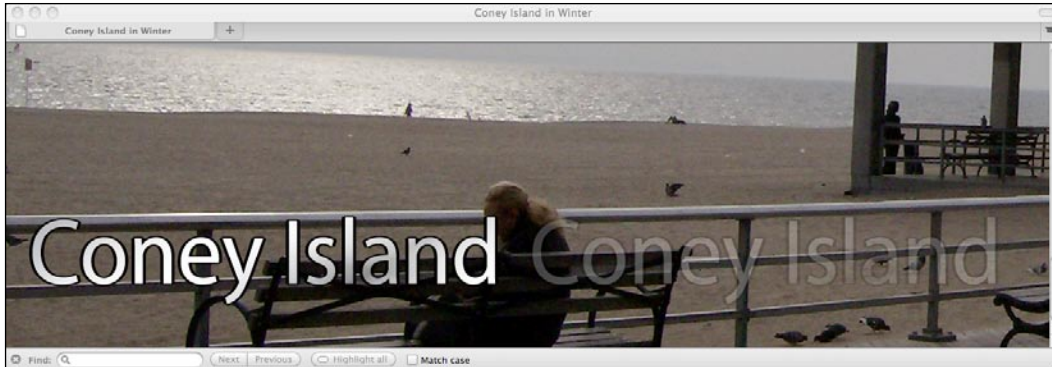 Coney Island in Winter
Coney Island in Winter +
Coney Island Coney Island
Find: Next Previous Highlight all Match case